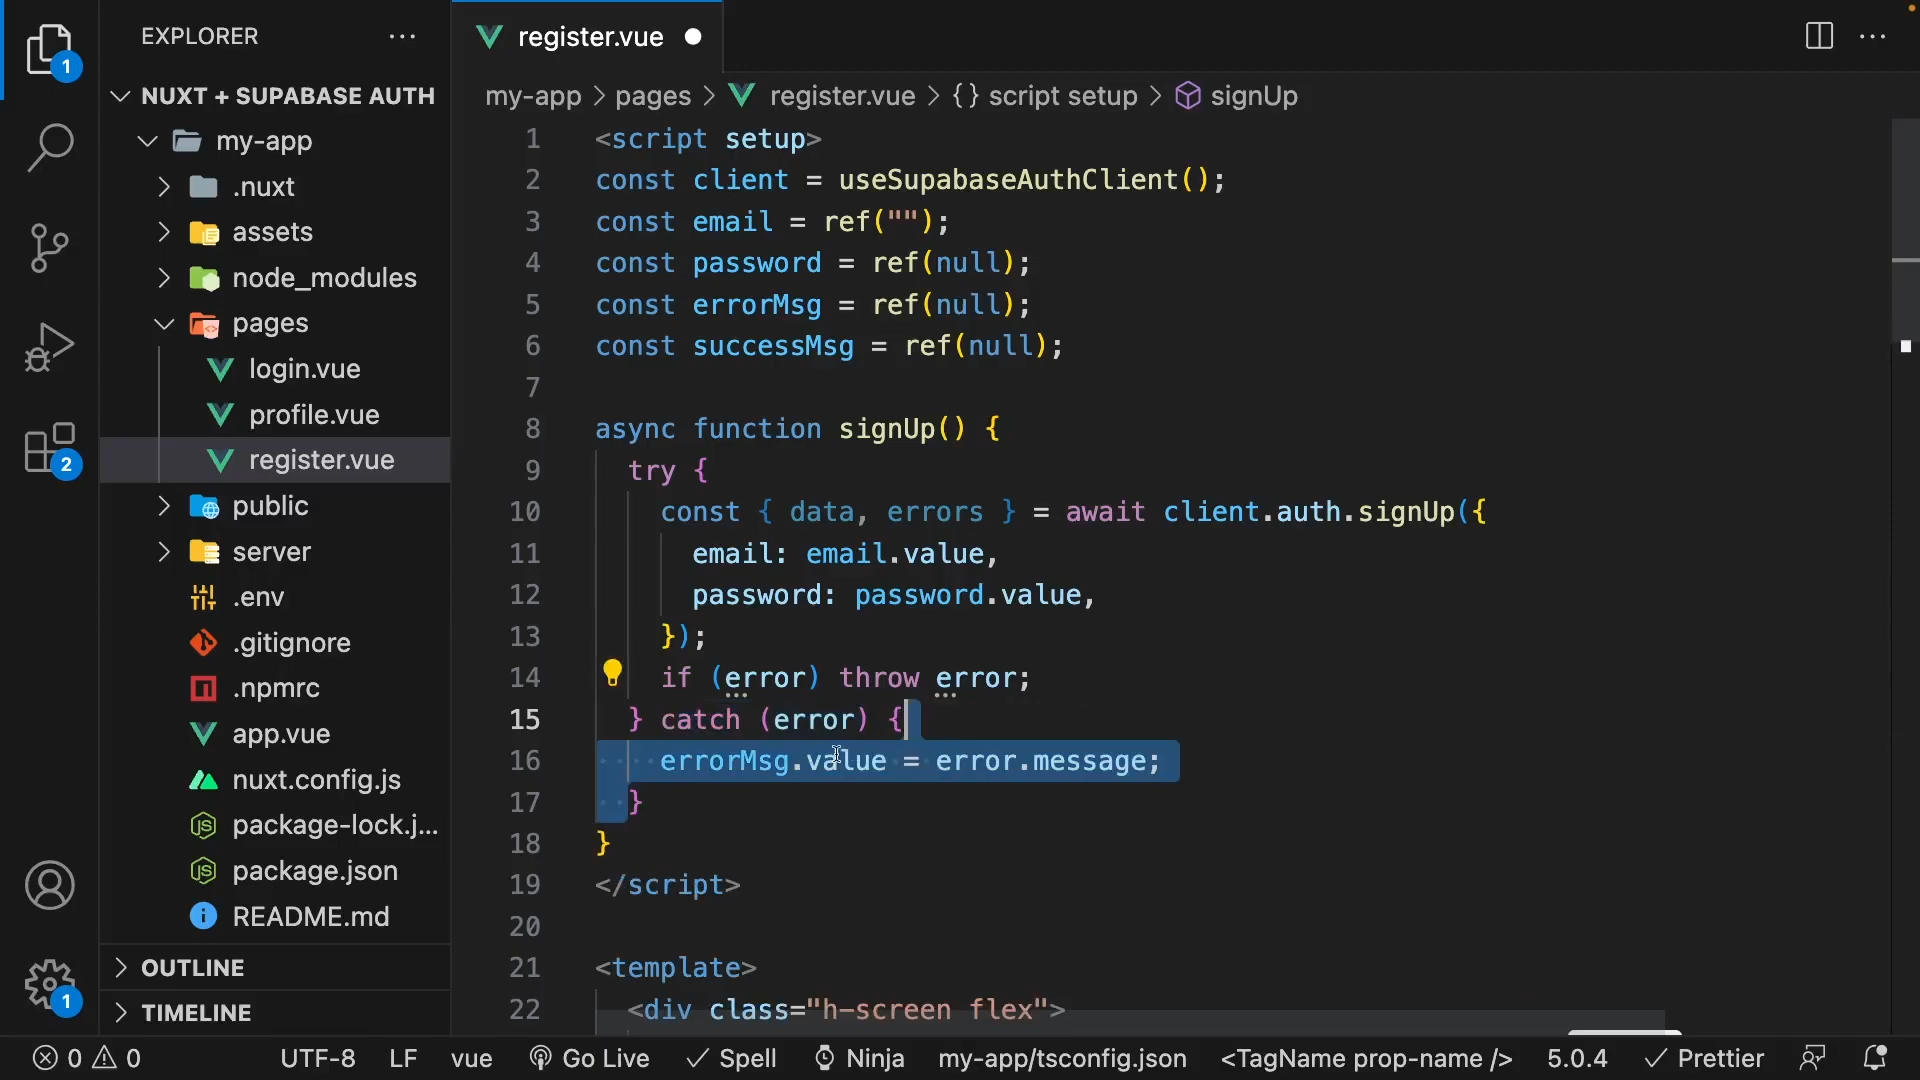 EXPLORER
1
NUXT + SUPABASE AUTH
my-app
.nuxt
assets
node_modules
pages
login.vue
profile.vue
register.vue
public
server
.env
.gitignore
.npmrc
app.vue
nuxt.config.js
package-lock.j...
package.json
README.md
OUTLINE
TIMELINE
2
1
register.vue
my-app > pages > register.vue > {} script setup > signUp
1 <script setup>
2 const client = useSupabaseAuthClient();
3 const email = ref("");
4 const password = ref(null);
5 const errorMsg = ref(null);
6 const successMsg = ref(null);
7
8 async function signUp() {
9 try {
10 const { data, errors } = await client.auth.signUp({
11 email: email.value,
12 password: password.value,
13 });
14 if (error) throw error;
15 } catch (error) {
16 errorMsg.value = error.message;
17 }
18 }
19 </script>
20
21 <template>
22 <div class="h-screen flex">
0 0 UTF-8 LF vue Go Live Spell Ninja my-app/tsconfig.json <TagName prop-name /> 5.0.4 Prettier